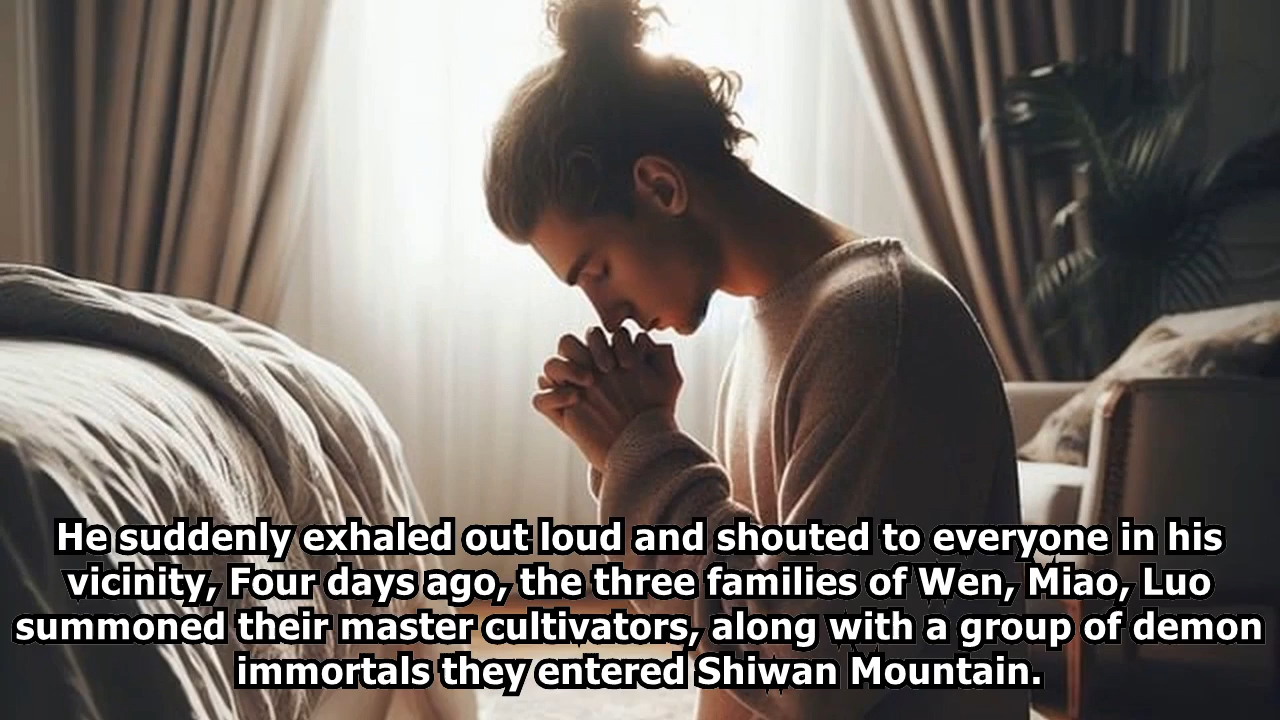 He suddenly exhaled out loud and shouted to everyone in his
vicinity, Four days ago, the three families of Wen, Miao, Luo
summoned their master cultivators, along with a group of demon
immortals they entered Shiwan Mountain.